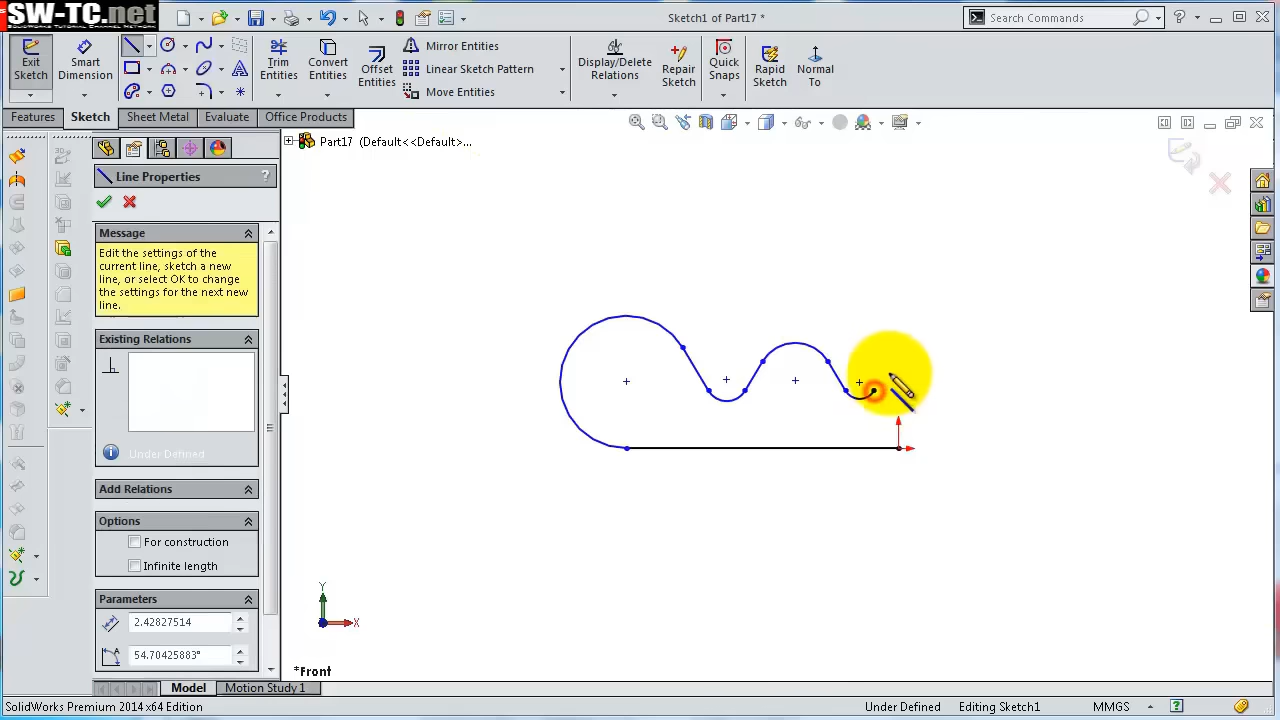 SW-TC.net
SOLIDWORKS TUTORIAL CHANNEL NETWORK
Sketch1 of Part17 *
Search Commands
Exit Sketch
Smart Dimension
Trim Entities
Convert Entities
Offset Entities
Mirror Entities
Linear Sketch Pattern
Move Entities
Display/Delete Relations
Repair Sketch
Quick Snaps
Rapid Sketch
Normal To
Features
Sketch
Sheet Metal
Evaluate
Office Products
Part17 (Default<<Default>...
Line Properties
?
Message
Edit the settings of the
current line, sketch a new
line, or select OK to change
the settings for the next new
line.
Existing Relations
Under Defined
Add Relations
Options
For construction
Infinite length
Parameters
2.42827514
54.70425883°
Y
X
*Front
Model
Motion Study 1
SolidWorks Premium 2014 x64 Edition
Under Defined
Editing Sketch1
MMGS